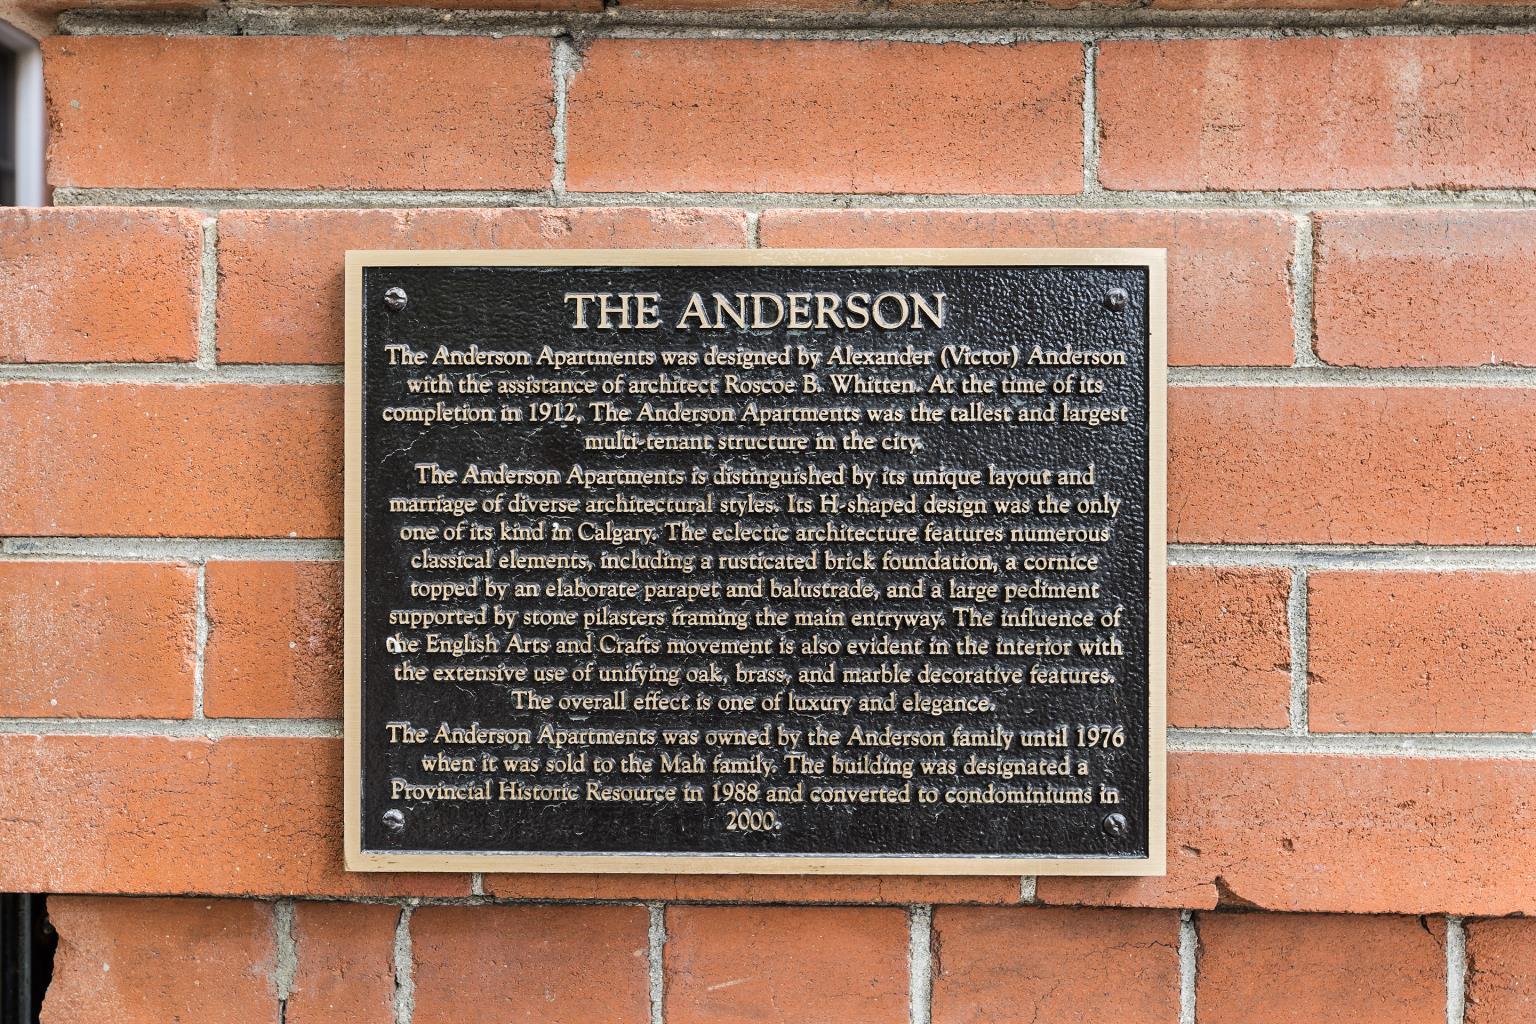 THE ANDERSON
The Anderson Apartments was designed by Alexander (Victor) Anderson
with the assistance of architect Roscoe B. Whitten. At the time of its
completion in 1912, The Anderson Apartments was the tallest and largest
multi-tenant structure in the city.
The Anderson Apartments is distinguished by its unique layout and
marriage of diverse architectural styles. Its H-shaped design was the only
one of its kind in Calgary. The eclectic architecture features numerous
classical elements, including a rusticated brick foundation, a cornice
topped by an elaborate parapet and balustrade, and a large pediment
supported by stone pilasters framing the main entryway. The influence of
the English Arts and Crafts movement is also evident in the interior with
the extensive use of unifying oak, brass, and marble decorative features.
The overall effect is one of luxury and elegance.
The Anderson Apartments was owned by the Anderson family until 1976
when it was sold to the Mah family. The building was designated a
Provincial Historic Resource in 1988 and converted to condominiums in
2000.